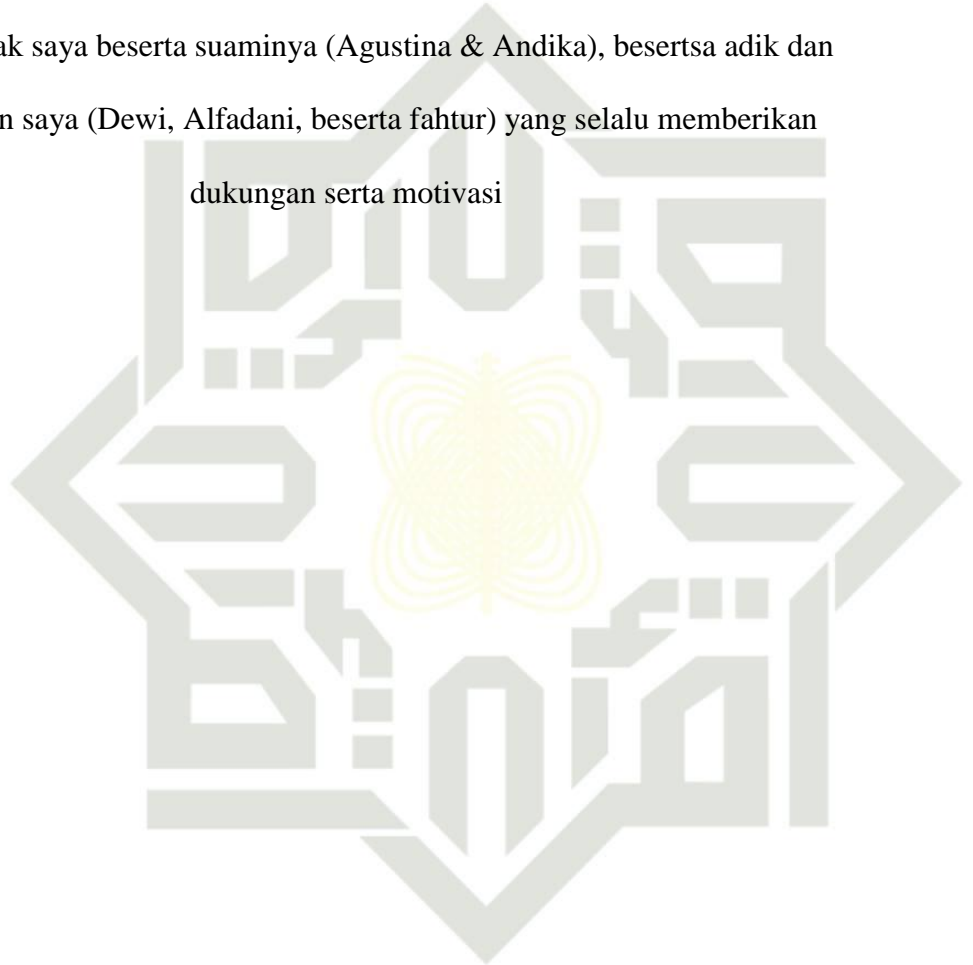 saya beserta suaminya (Agustina & Andika), besertsa adik dan
saya (Dewi, Alfadani, beserta fahtur) yang selalu memberikan
dukungan serta motivasi